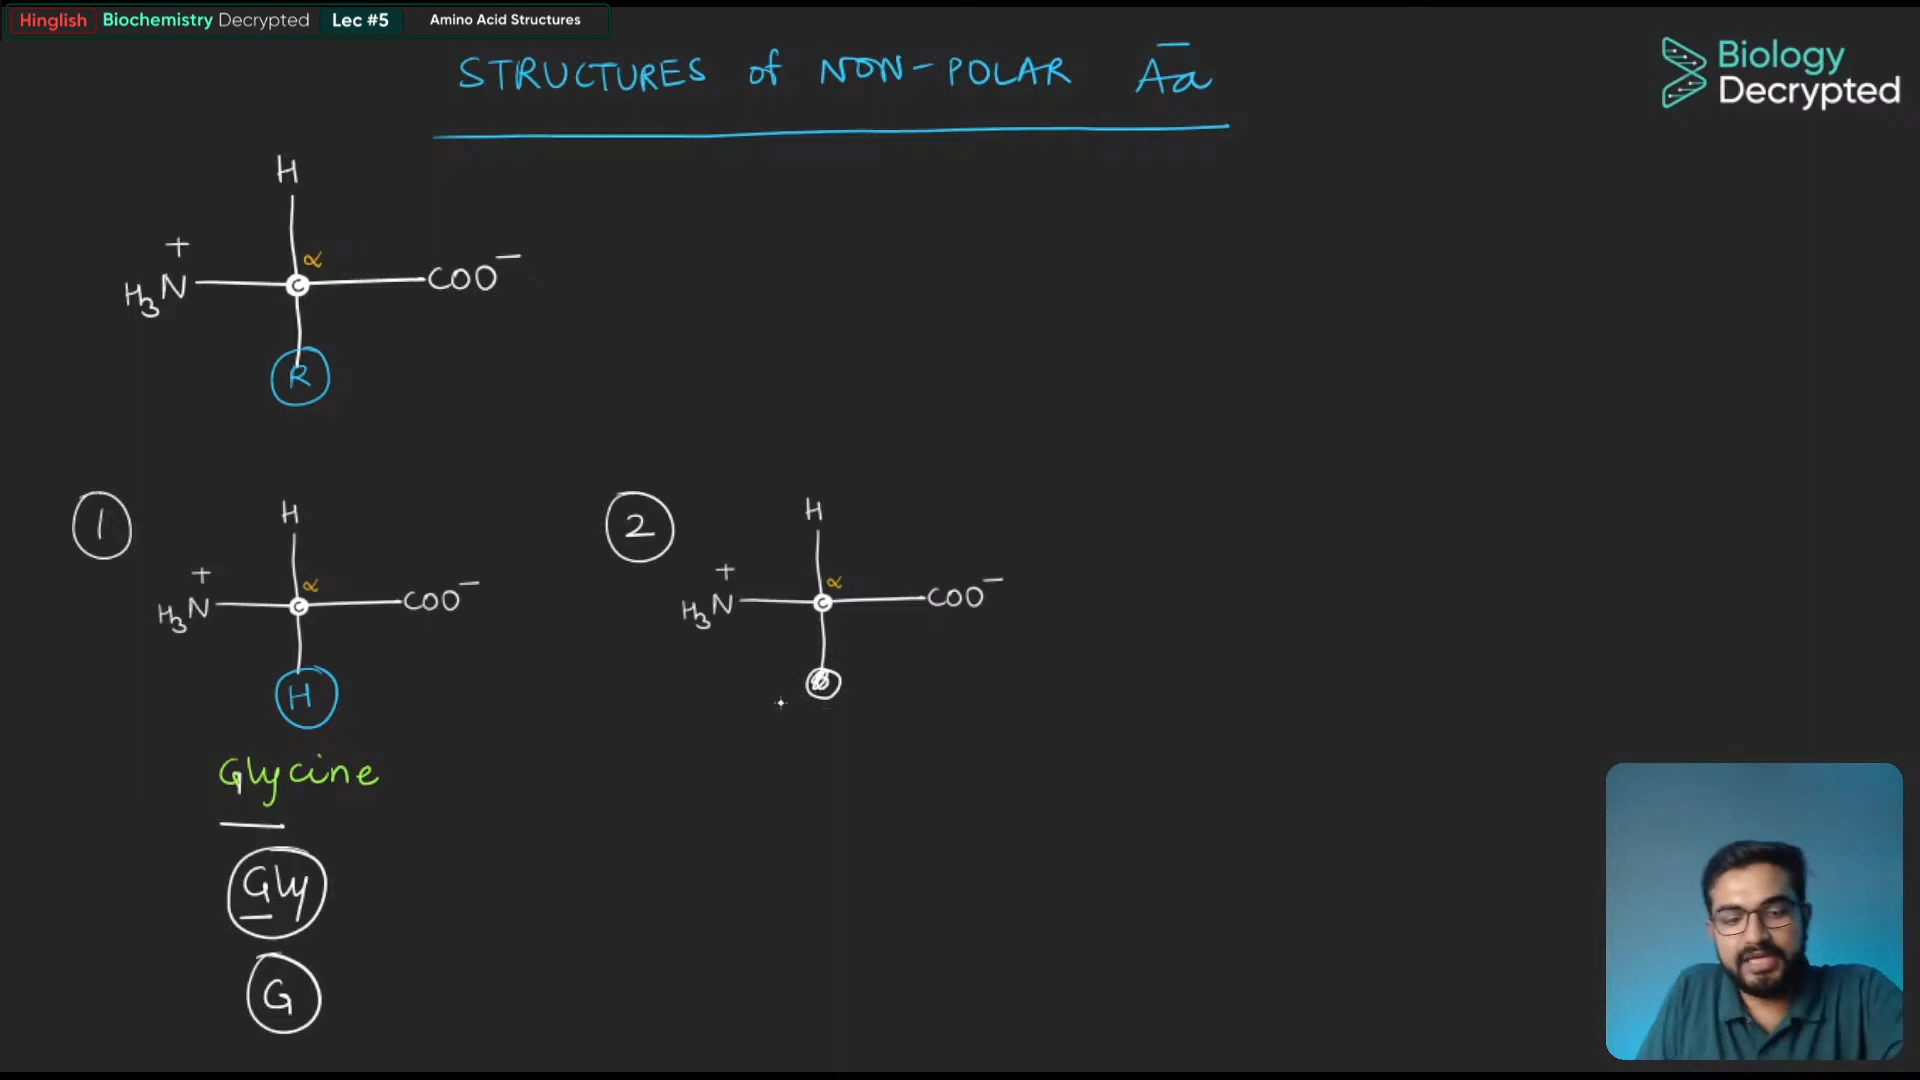 Hinglish Biochemistry Decrypted Lec #5 Amino Acid Structures
STRUCTURES of NON-POLAR Aa
Biology
Decrypted
H
+
α
H3N C COO−
R
1
H
+
α
H3N C COO−
H
Glycine
Gly
G
2
H
+
α
H3N C COO−